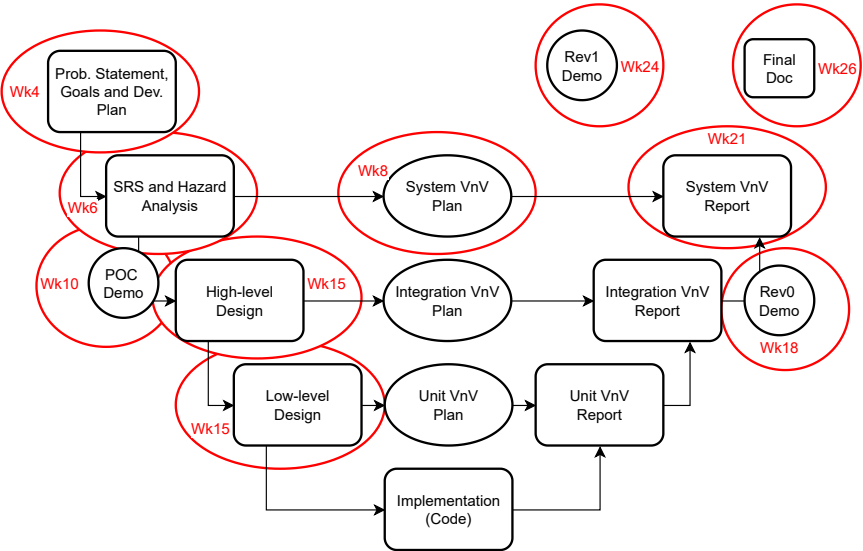 Prob. Statement,
Goals and Dev.
Plan
Wk4
Rev1
Demo
Wk24
Final
Doc
Wk26
SRS and Hazard
Analysis
Wk6
Wk8
System VnV
Plan
Wk21
System VnV
Report
POC
Demo
Wk10
High-level
Design
Wk15
Integration VnV
Plan
Integration VnV
Report
Rev0
Demo
Wk18
Low-level
Design
Wk15
Unit VnV
Plan
Unit VnV
Report
Implementation
(Code)